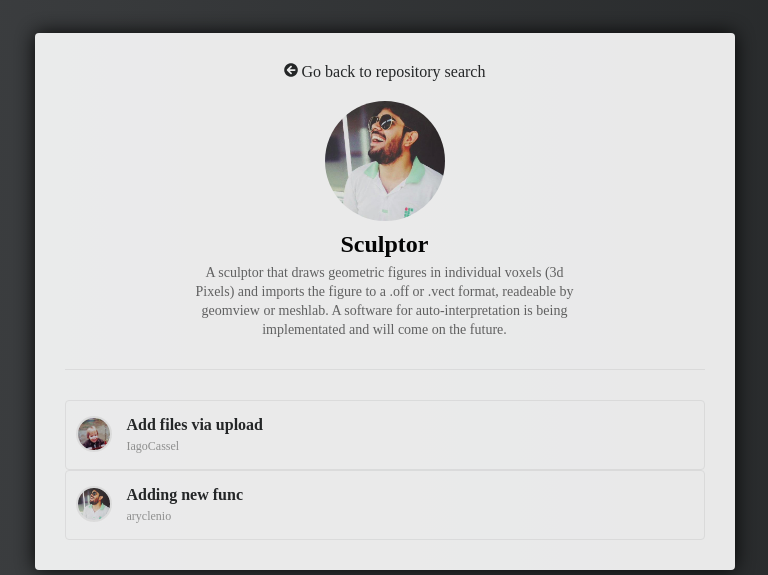 Go back to repository search
Sculptor
A sculptor that draws geometric figures in individual voxels (3d
Pixels) and imports the figure to a .off or .vect format, readeable by
geomview or meshlab. A software for auto-interpretation is being
implementated and will come on the future.
Add files via upload
IagoCassel
Adding new func
aryclenio